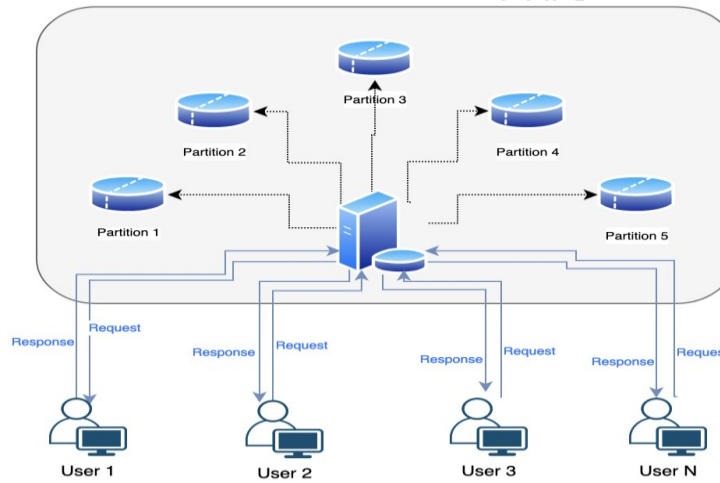 Partition 3
Partition 2
Partition 4
Partition 1
Partition 5
Request
Response
Response
Request
Response
Request
Response
Reques
User 1
User 2
User 3
User N